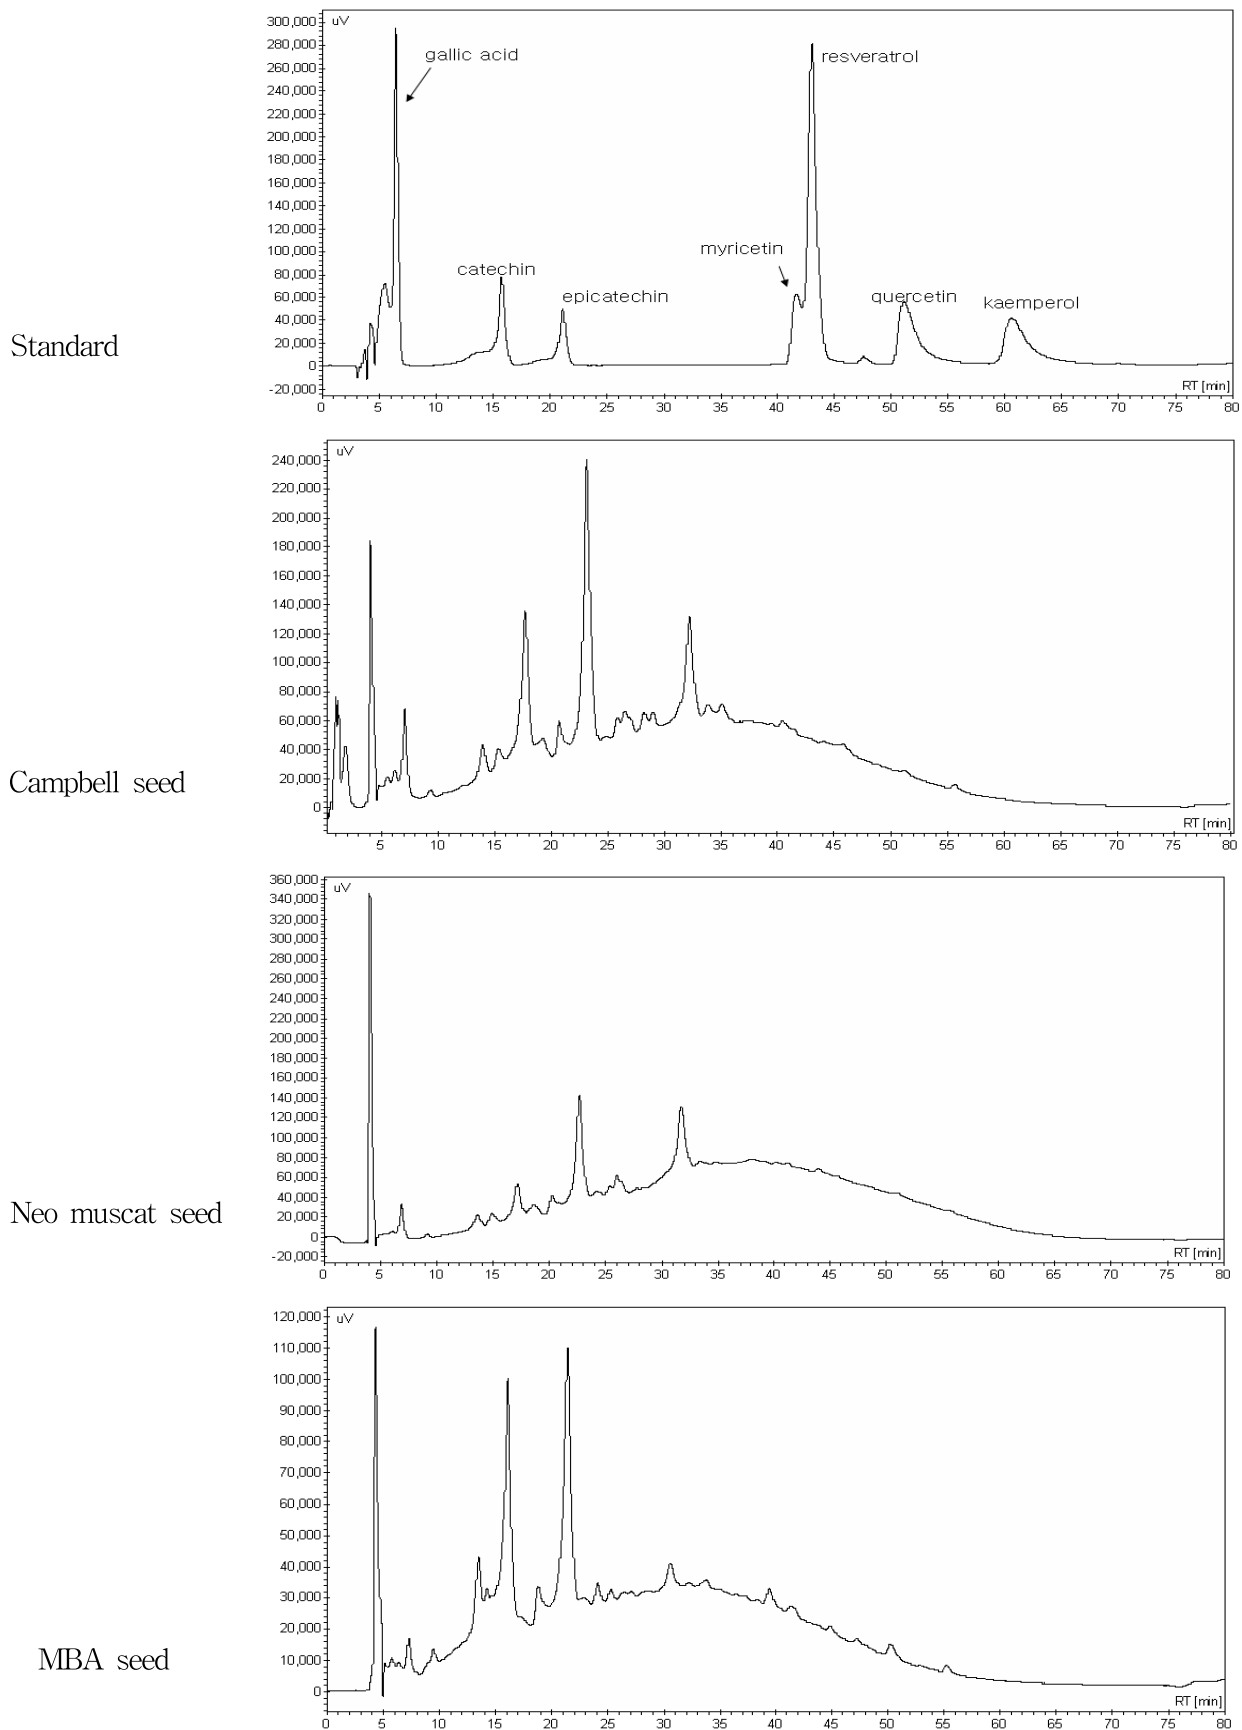 uV
300,000
280,000
260,000
240,000
220,000
200,000
180,000
160,000
140,000
120,000
100,000
80,000
60,000
40,000
20,000
0
-20,000
gallic acid
resveratrol
myricetin
catechin
epicatechin
quercetin
kaemperol
Standard
RT [min]
0 5 10 15 20 25 30 35 40 45 50 55 60 65 70 75 80
uV
240,000
220,000
200,000
180,000
160,000
140,000
120,000
100,000
80,000
60,000
40,000
20,000
0
Campbell seed
RT [min]
5 10 15 20 25 30 35 40 45 50 55 60 65 70 75 80
uV
360,000
340,000
320,000
300,000
280,000
260,000
240,000
220,000
200,000
180,000
160,000
140,000
120,000
100,000
80,000
60,000
40,000
20,000
0
-20,000
Neo muscat seed
RT [min]
0 5 10 15 20 25 30 35 40 45 50 55 60 65 70 75 80
uV
120,000
110,000
100,000
90,000
80,000
70,000
60,000
50,000
40,000
30,000
20,000
10,000
0
MBA seed
RT [min]
0 5 10 15 20 25 30 35 40 45 50 55 60 65 70 75 80